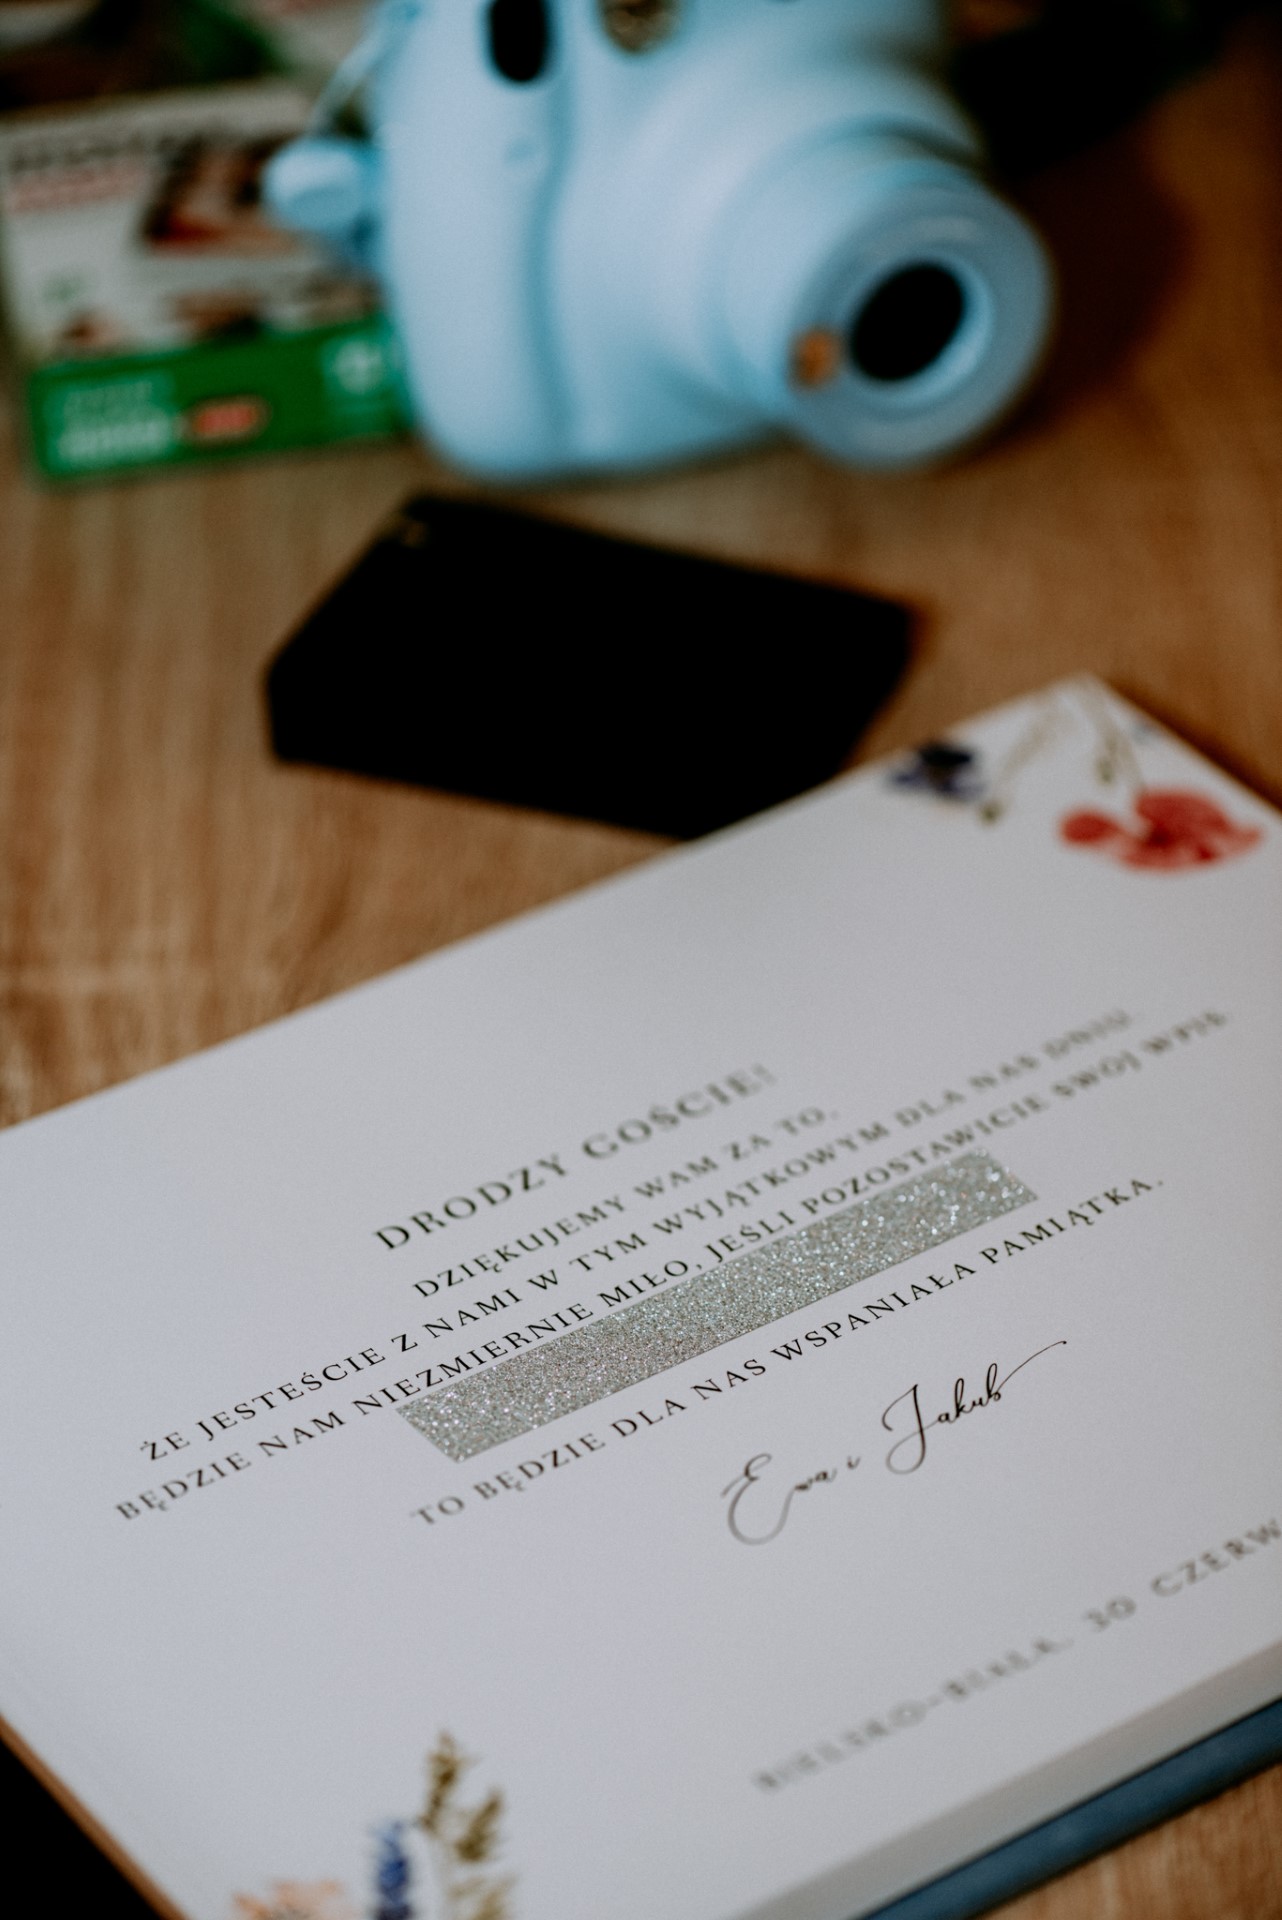 DRODZY GOŚCIE!
DZIĘKUJEMY WAM ZA TO,
ŻE JESTEŚCIE Z NAMI W TYM WYJĄTKOWYM DLA NAS DNIU.
BĘDZIE NAM NIEZMIERNIE MIŁO, JEŚLI POZOSTAWICIE SWÓJ WPIS
TO BĘDZIE DLA NAS WSPANIAŁA PAMIĄTKA.
Ewa i Jakub
BIELSKO-BIAŁA, 30 CZERW